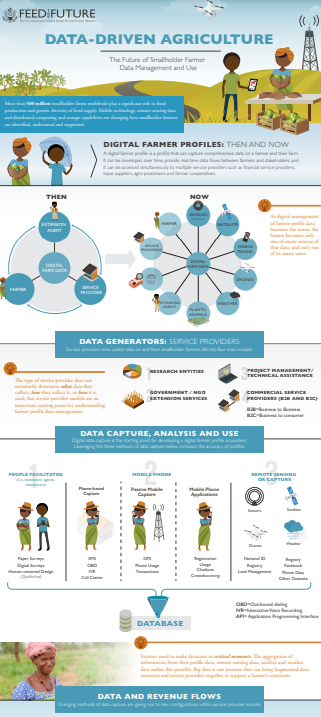 FEED THE FUTURE
DATA-DRIVEN AGRICULTURE
The Future of Smallholder Farmer
Data Management and Use
More than 500 million smallholder farms worldwide play a significant role in food
production and genetic diversity of food supply. Mobile technology, remote sensing data
and distributed computing and storage capabilities are changing how smallholder farmers
are identified, understood and supported.
DIGITAL FARMER PROFILES: THEN AND NOW
A digital farmer profile is a profile that can capture comprehensive data on a farmer and their farm.
It can be developed over time, provide real-time data flows between farmers and stakeholders, and
it can be accessed simultaneously by multiple service providers such as financial service providers,
input suppliers, agro-processors and farmer cooperatives.
THEN
NOW
EXTENSION
AGENT
DIGITAL
FARM DATA
FARMER
SERVICE
PROVIDER
SENSORS
SATELLITE
MOBILE
PHONE
DRONES
WEATHER
PLANTS
ANIMALS
EXTENSION
AGENTS
SERVICE
PROVIDERS
FARMER
DIGITAL
FARM DATA
As digital management
of farmer profile data
becomes the norm, the
farmer becomes only
one of many sources of
that data, and only one
of its many users.
DATA GENERATORS: SERVICE PROVIDERS
Service providers who collect data on and from smallholder farmers fall into four main models.
The type of service provider does not
necessarily determine what data they
collect, how they collect it, or how it is
used, but service provider models are an
important starting point for understanding
farmer profile data management.
1 RESEARCH ENTITIES
2 GOVERNMENT / NGO
EXTENSION SERVICES
3 PROJECT MANAGEMENT/
TECHNICAL ASSISTANCE
4 COMMERCIAL SERVICE
PROVIDERS (B2B AND B2C)
B2B=Business to Business
B2C=Business to consumer
DATA CAPTURE, ANALYSIS AND USE
Digital data capture is the starting point for developing a digital farmer profile ecosystem.
Leveraging the three methods of data capture below increases the accuracy of profiles.
1
PEOPLE FACILITATED
(i.e. extension agents,
Paper Surveys
Digital Surveys
Human-centered Design
(Qualitative)
2
MOBILE PHONE
Phone-based
Capture
SMS
OBD
IVR
Call Center
Passive Mobile
Capture
GPS
Phone Usage
Transactions
Mobile Phone
Applications
Registration
Usage
Chatbots
Crowdsourcing
3
REMOTE SENSING
OR CAPTURE
Sensors
Satellite
Drones
Weather
National ID
Registry
Land Management
Registry
Facebook
Phone Data
Other Datasets
DATABASE
OBD=Out-bound dialing
IVR=Interactive Voice Recording
API= Application Programming Interface
Farmers need to make decisions in critical moments. The aggregation of
information from their profile data, remote sensing data, satellite and weather
data makes this possible. Big data is one promise that can bring fragmented data,
resources and service providers together to support a farmer's ecosystem.
DATA AND REVENUE FLOWS
Changing methods of data capture are giving rise to new configurations within service provider models.